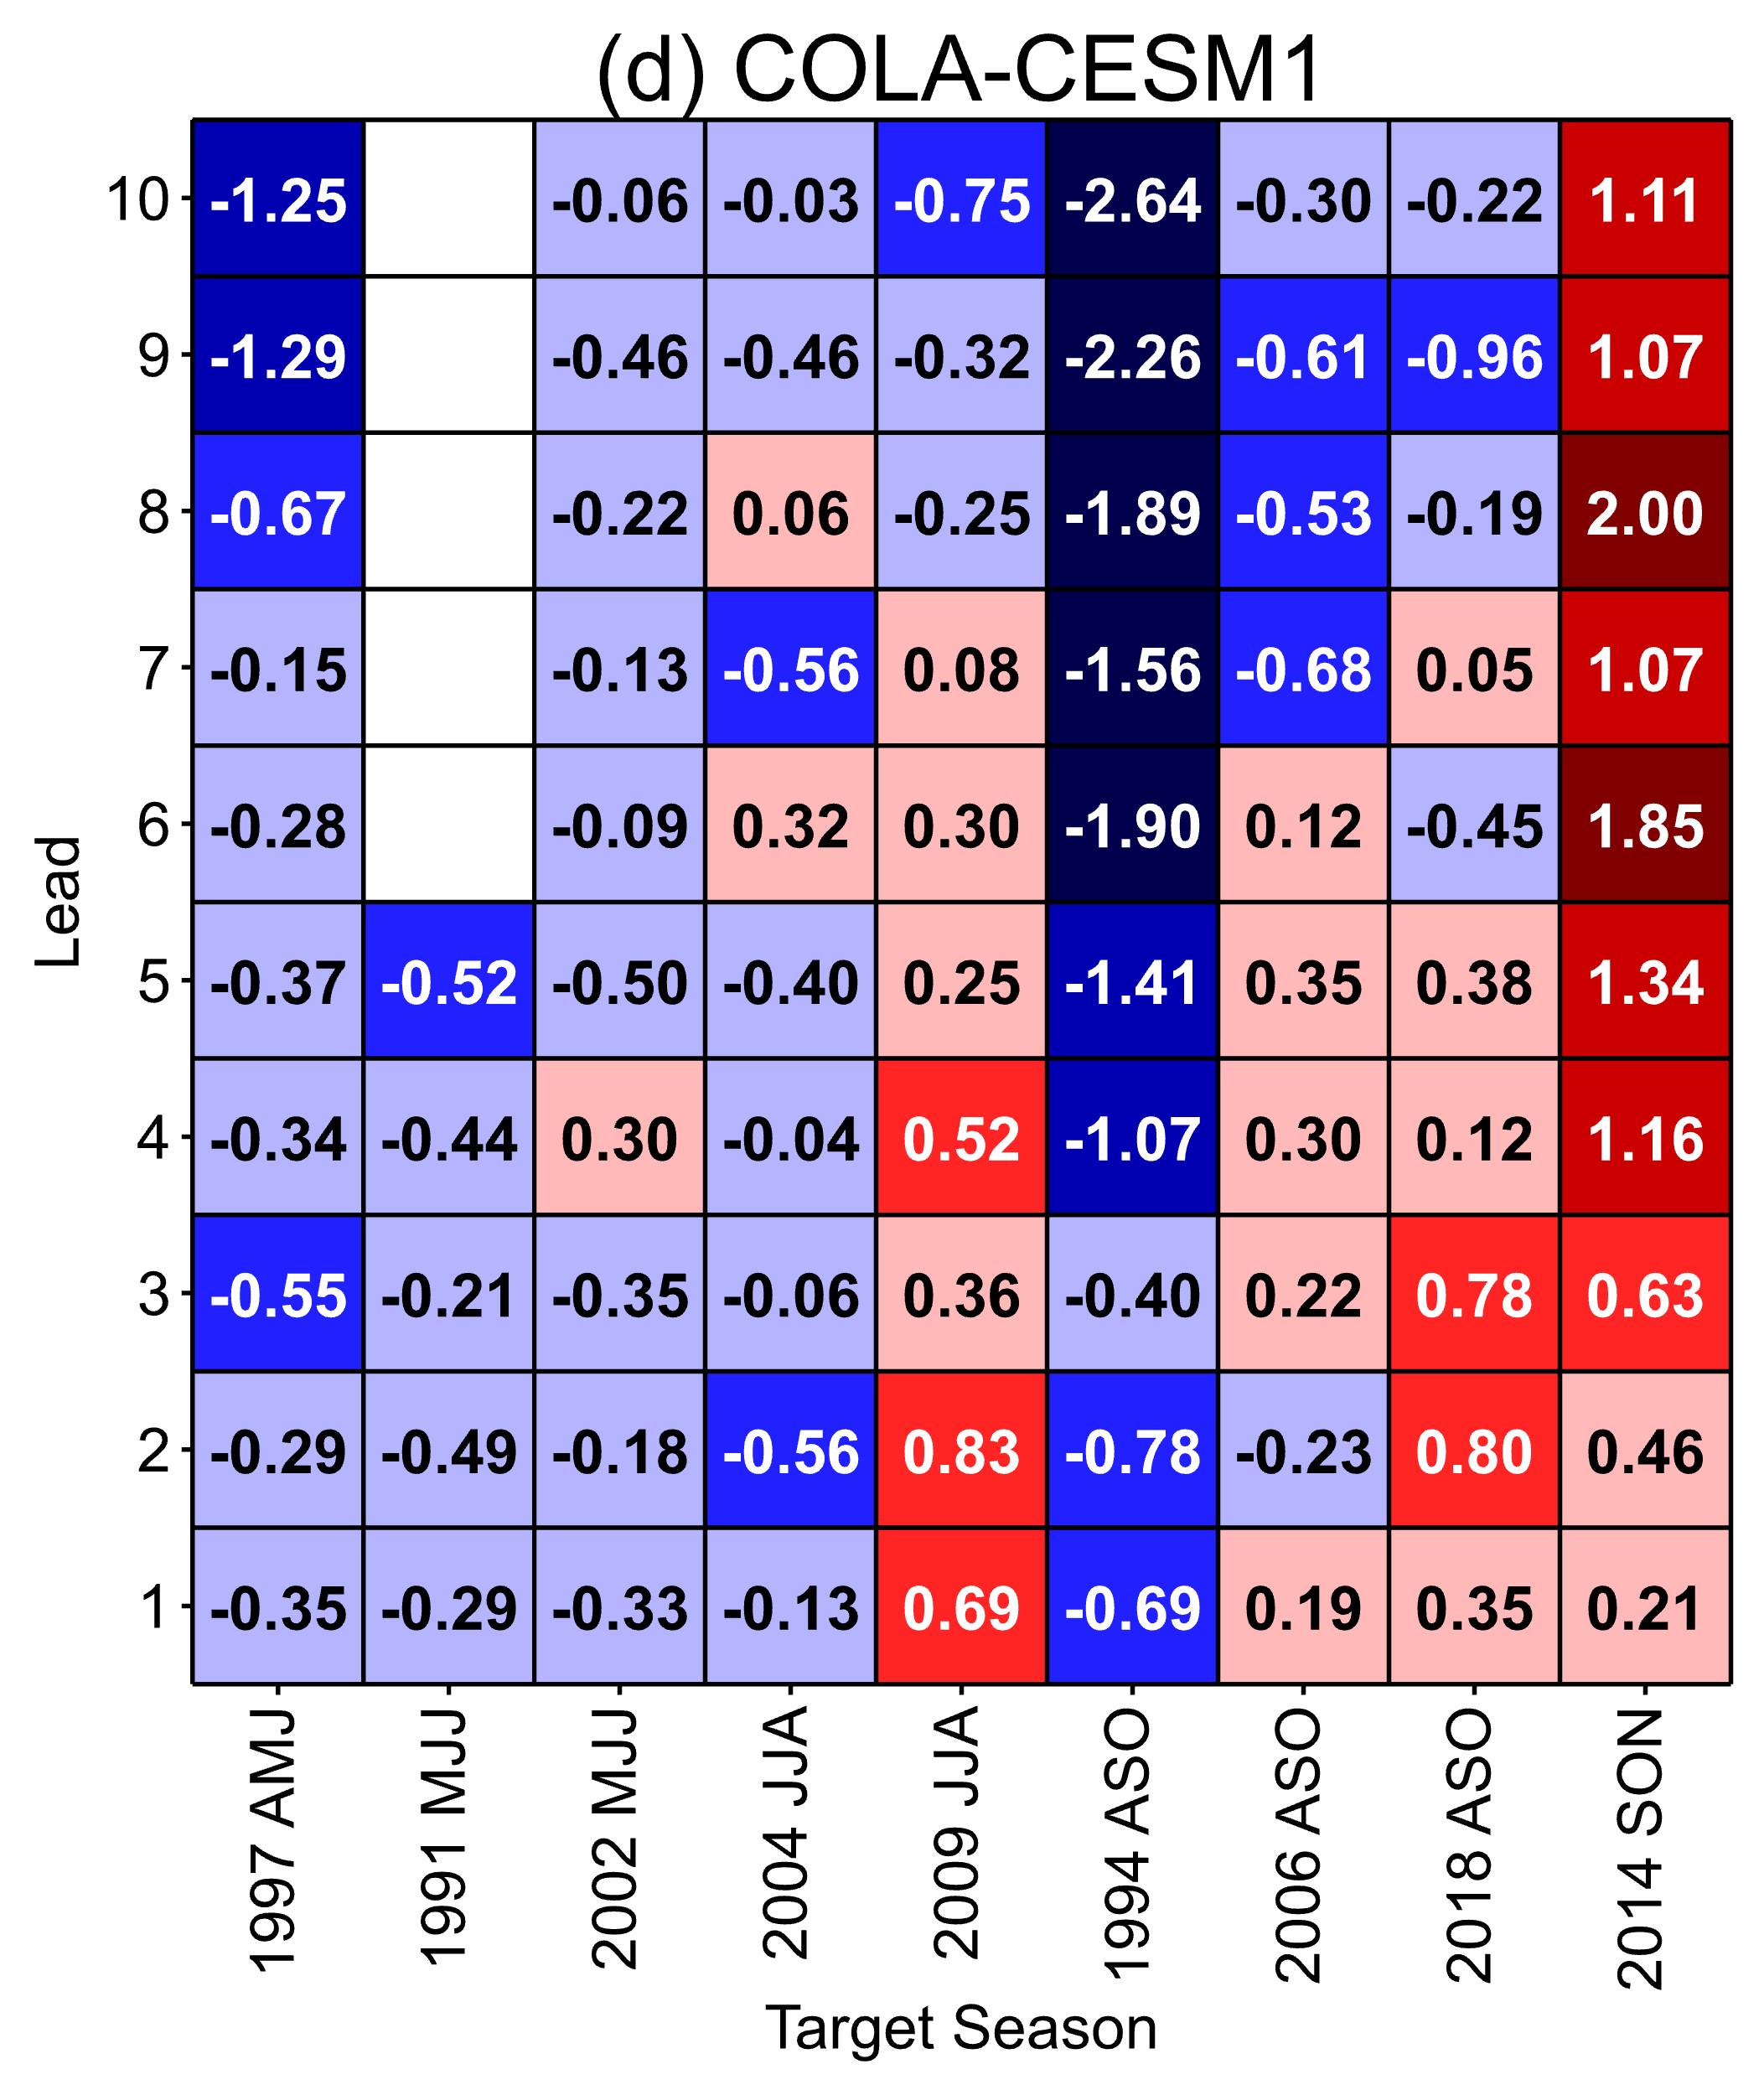 (d) COLA-CESM1
10 -1.25 -0.06 -0.03 -0.75 -2.64 -0.30 -0.22 1.11
9 -1.29 -0.46 -0.46 -0.32 -2.26 -0.61 -0.96 1.07
8 -0.67 -0.22 0.06 -0.25 -1.89 -0.53 -0.19 2.00
7 -0.15 -0.13 -0.56 0.08 -1.56 -0.68 0.05 1.07
6 -0.28 -0.09 0.32 0.30 -1.90 0.12 -0.45 1.85
Lead
5 -0.37 -0.52 -0.50 -0.40 0.25 -1.41 0.35 0.38 1.34
4 -0.34 -0.44 0.30 -0.04 0.52 -1.07 0.30 0.12 1.16
3 -0.55 -0.21 -0.35 -0.06 0.36 -0.40 0.22 0.78 0.63
2 -0.29 -0.49 -0.18 -0.56 0.83 -0.78 -0.23 0.80 0.46
1 -0.35 -0.29 -0.33 -0.13 0.69 -0.69 0.19 0.35 0.21
1997 AMJ
1991 MJJ
2002 MJJ
2004 JJA
2009 JJA
1994 ASO
2006 ASO
2018 ASO
2014 SON
Target Season